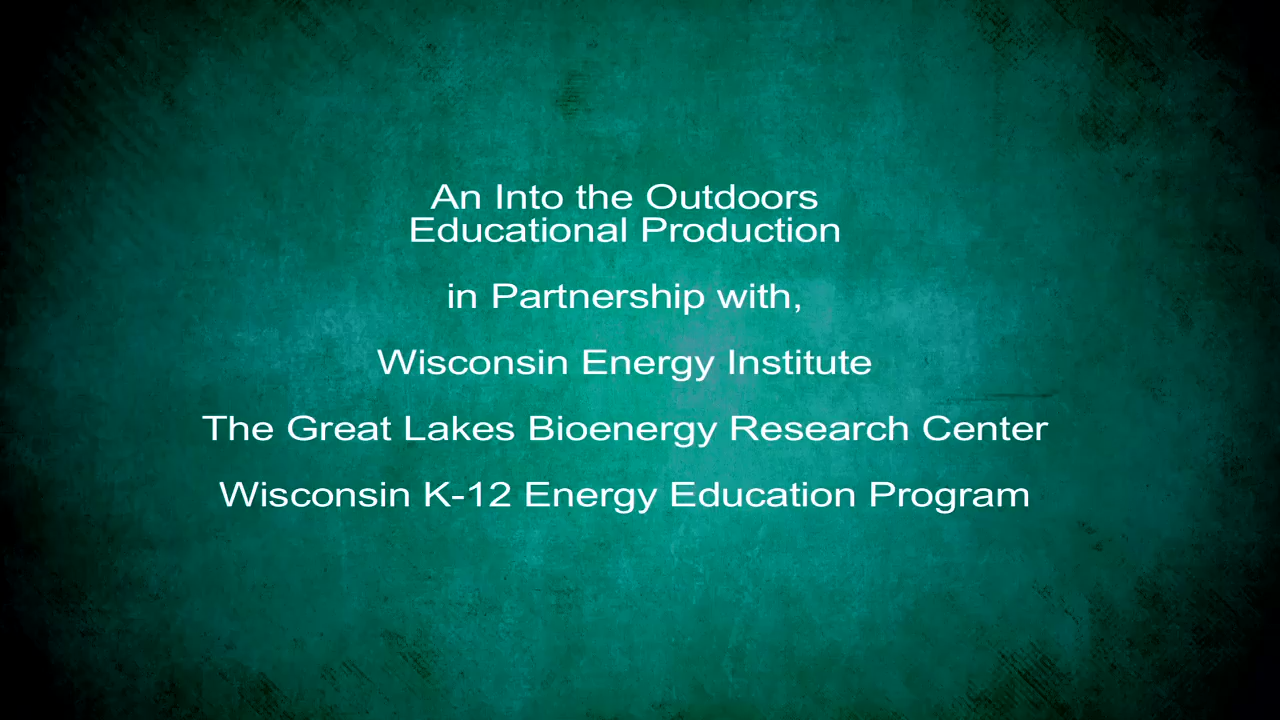 An Into the Outdoors
Educational Production
in Partnership with,
Wisconsin Energy Institute
The Great Lakes Bioenergy Research Center
Wisconsin K-12 Energy Education Program